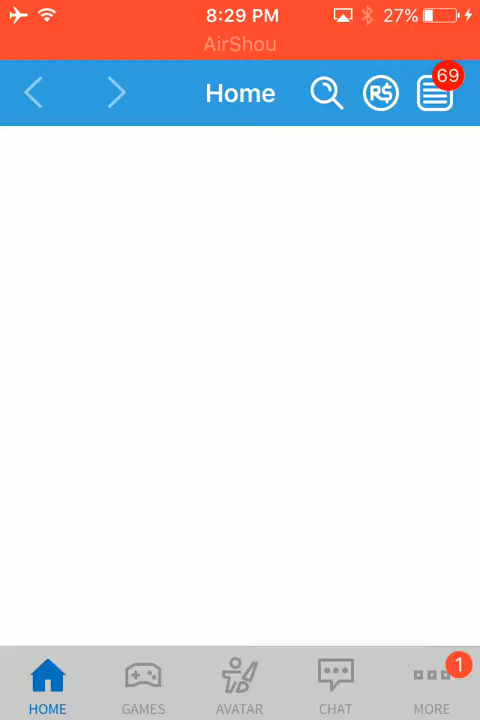 8:29 PM 27%
AirShou
Home R$ 69
1
HOME GAMES AVATAR CHAT MORE